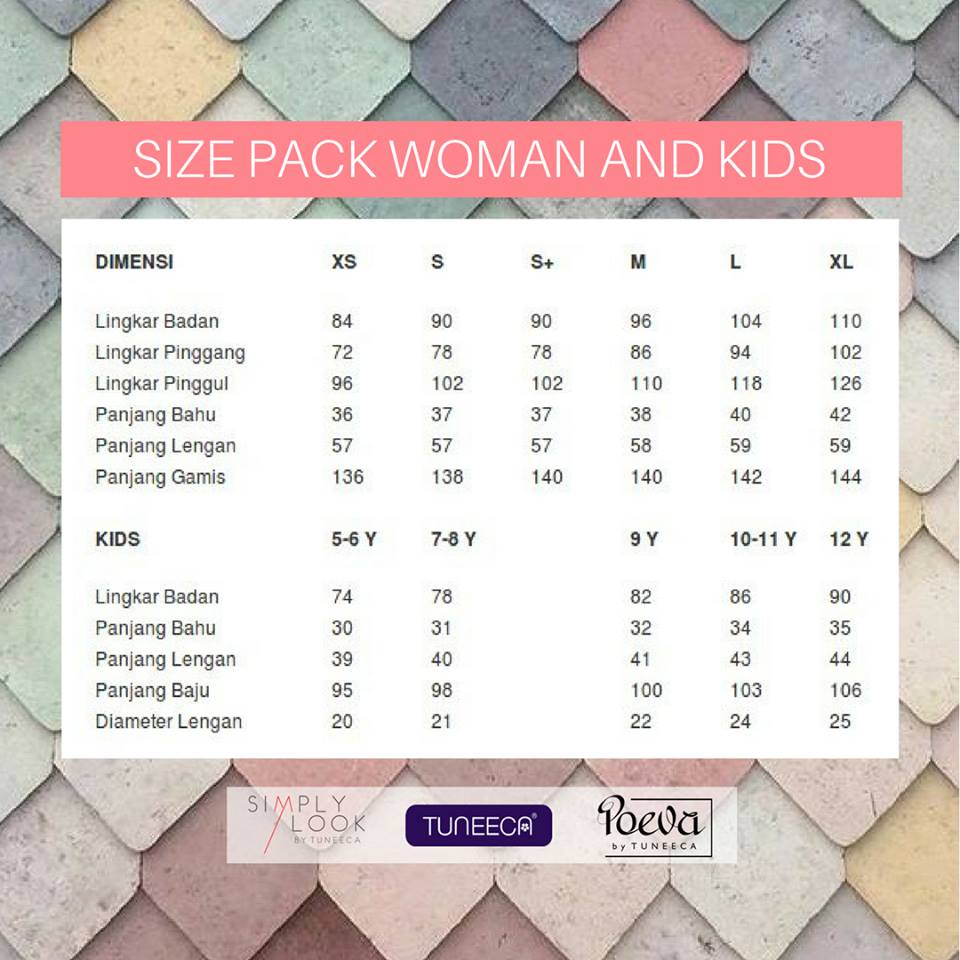 SIZE PACK WOMAN AND KIDS
DIMENSI XS S S+ M L XL
Lingkar Badan 84 90 90 96 104 110
Lingkar Pinggang 72 78 78 86 94 102
Lingkar Pinggul 96 102 102 110 118 126
Panjang Bahu 36 37 37 38 40 42
Panjang Lengan 57 57 57 58 59 59
Panjang Gamis 136 138 140 140 142 144
KIDS 5-6 Y 7-8 Y 9 Y 10-11 Y 12 Y
Lingkar Badan 74 78 82 86 90
Panjang Bahu 30 31 32 34 35
Panjang Lengan 39 40 41 43 44
Panjang Baju 95 98 100 103 106
Diameter Lengan 20 21 22 24 25
SIMPLY
LOOK
BY TUNEECA
TUNEECA®
Poeva
by TUNEECA